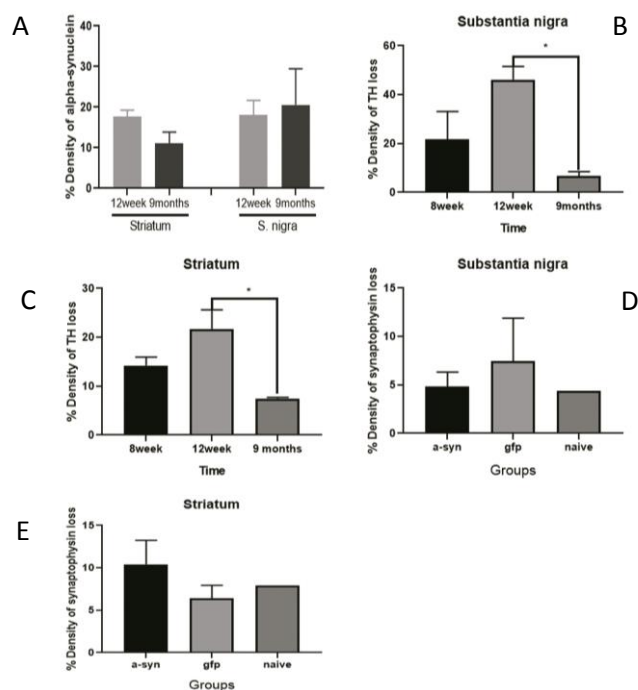 A
% Density of alpha-synuclein
40
30
20
10
0
12week 9months 12week 9months
Striatum S. nigra
Substantia nigra
B
% Density of TH loss
60
40
20
0
*
8week 12week 9months
Time
C
Striatum
% Density of TH loss
30
20
10
0
*
8week 12week 9 months
Time
Substantia nigra
D
% Density of synaptophysin loss
15
10
5
0
a-syn gfp naive
Groups
E
Striatum
% Density of synaptophysin loss
15
10
5
0
a-syn gfp naive
Groups